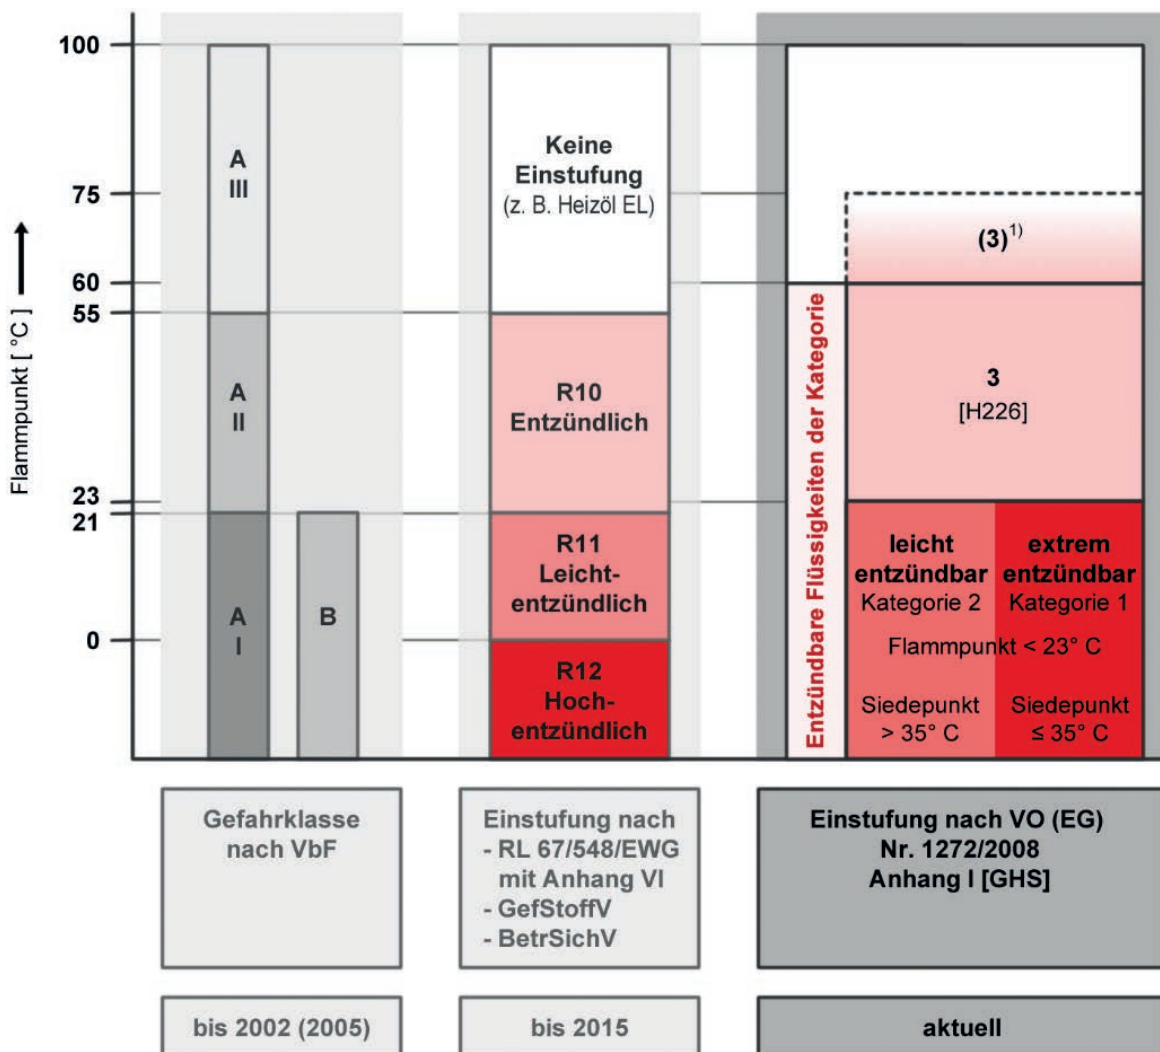 Flammpunkt [ °C ]
100
75
60
55
23
21
0
A
III
A
II
A
I
B
Keine
Einstufung
(z. B. Heizöl EL)
R10
Entzündlich
R11
Leicht-
entzündlich
R12
Hoch-
entzündlich
Entzündbare Flüssigkeiten der Kategorie
(3)1)
3
[H226]
leicht
entzündbar
Kategorie 2
extrem
entzündbar
Kategorie 1
Flammpunkt < 23° C
Siedepunkt
> 35° C
Siedepunkt
≤ 35° C
Gefahrklasse
nach VbF
Einstufung nach
- RL 67/548/EWG
mit Anhang VI
- GefStoffV
- BetrSichV
Einstufung nach VO (EG)
Nr. 1272/2008
Anhang I [GHS]
bis 2002 (2005)
bis 2015
aktuell